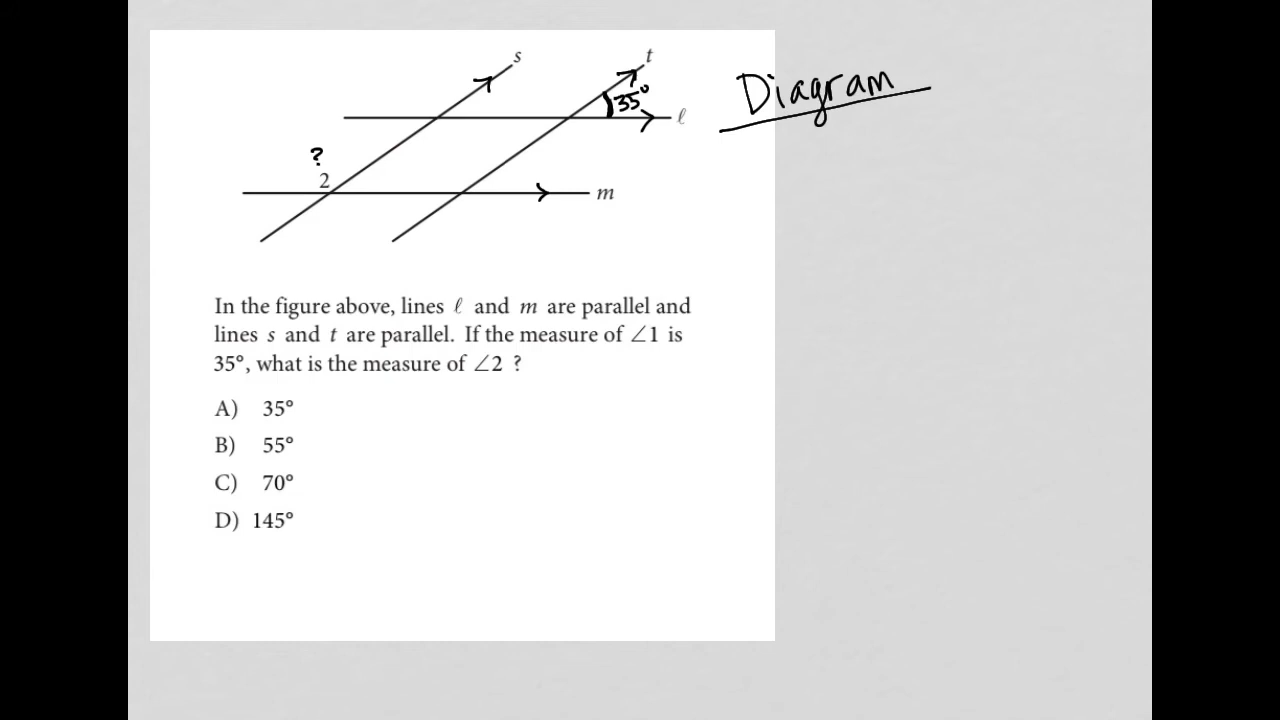 s
t
35°
Diagram
ℓ
?
2
m
In the figure above, lines ℓ and m are parallel and
lines s and t are parallel. If the measure of ∠1 is
35°, what is the measure of ∠2 ?
A) 35°
B) 55°
C) 70°
D) 145°